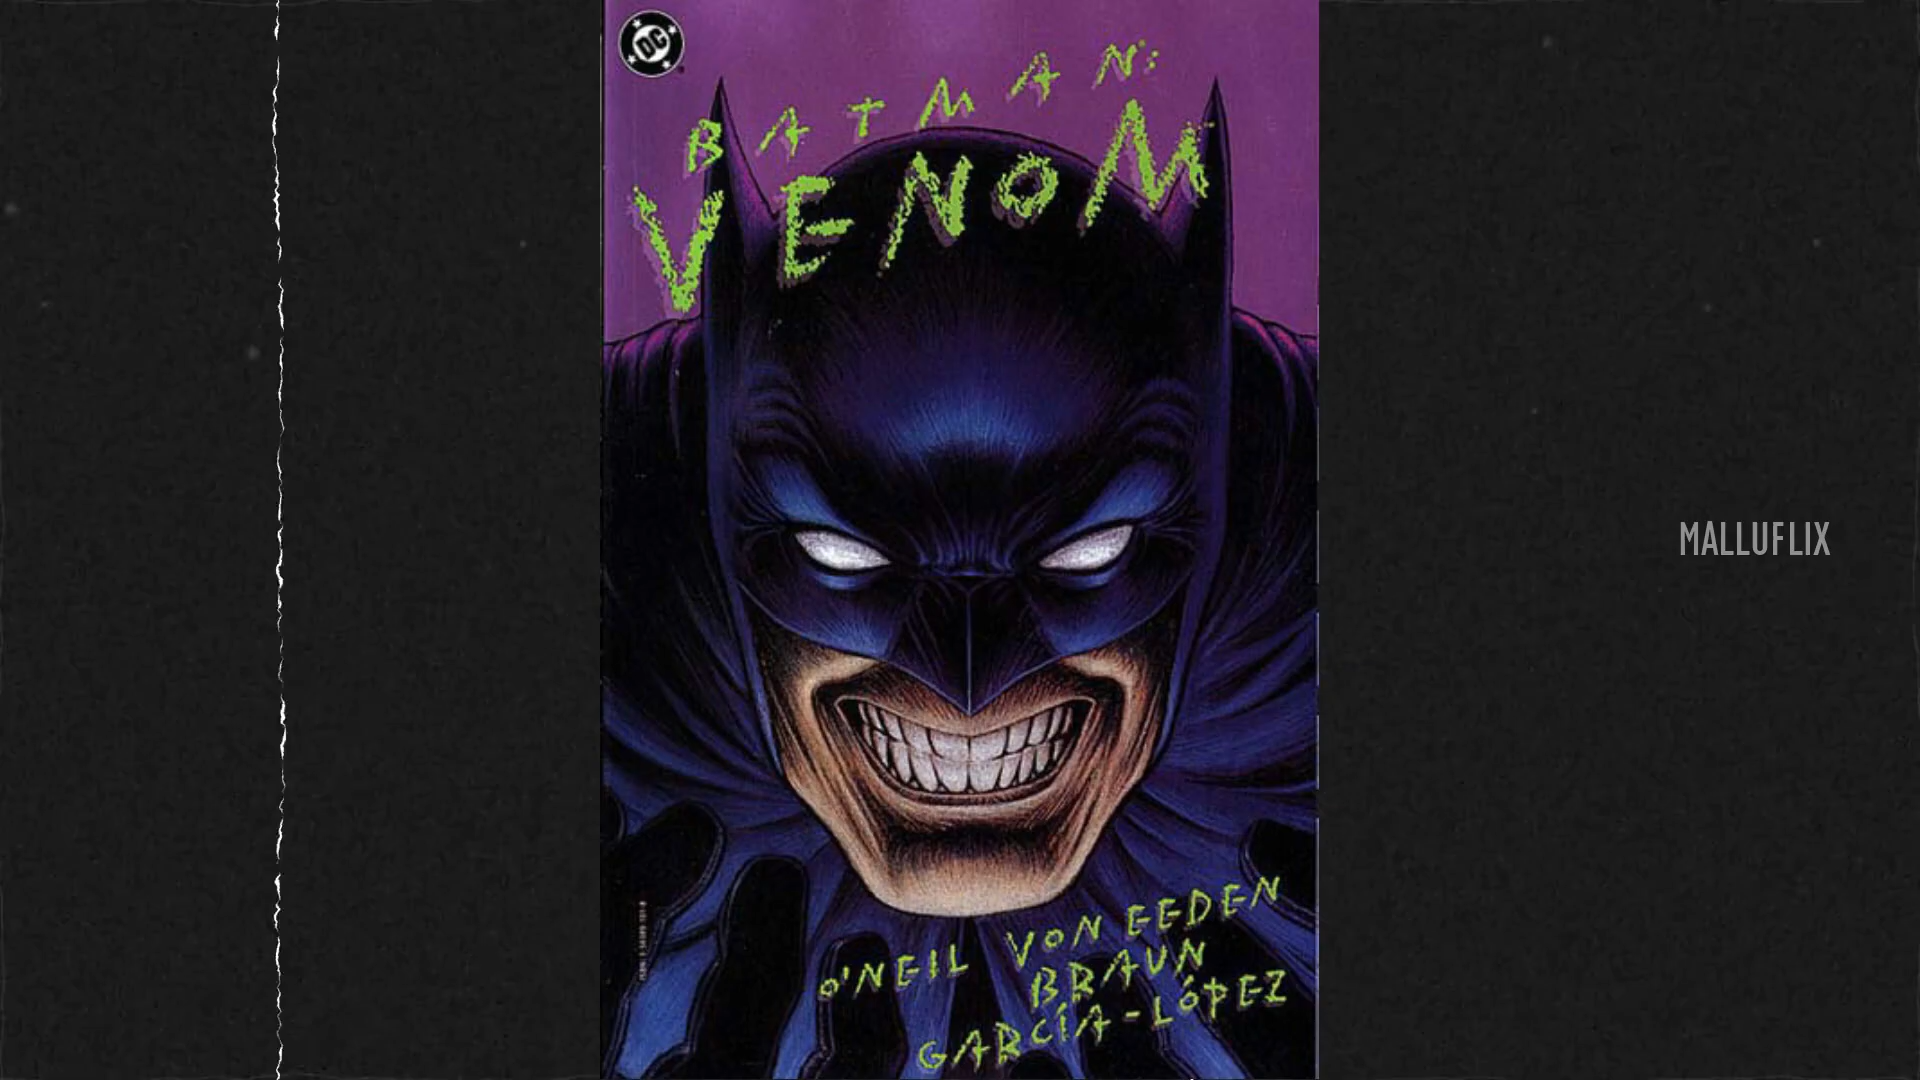 DC
BATMAN:
VENOM
MALLUFLIX
O'NEIL VON EEDEN
BRAUN
GARCÍA-LÓPEZ